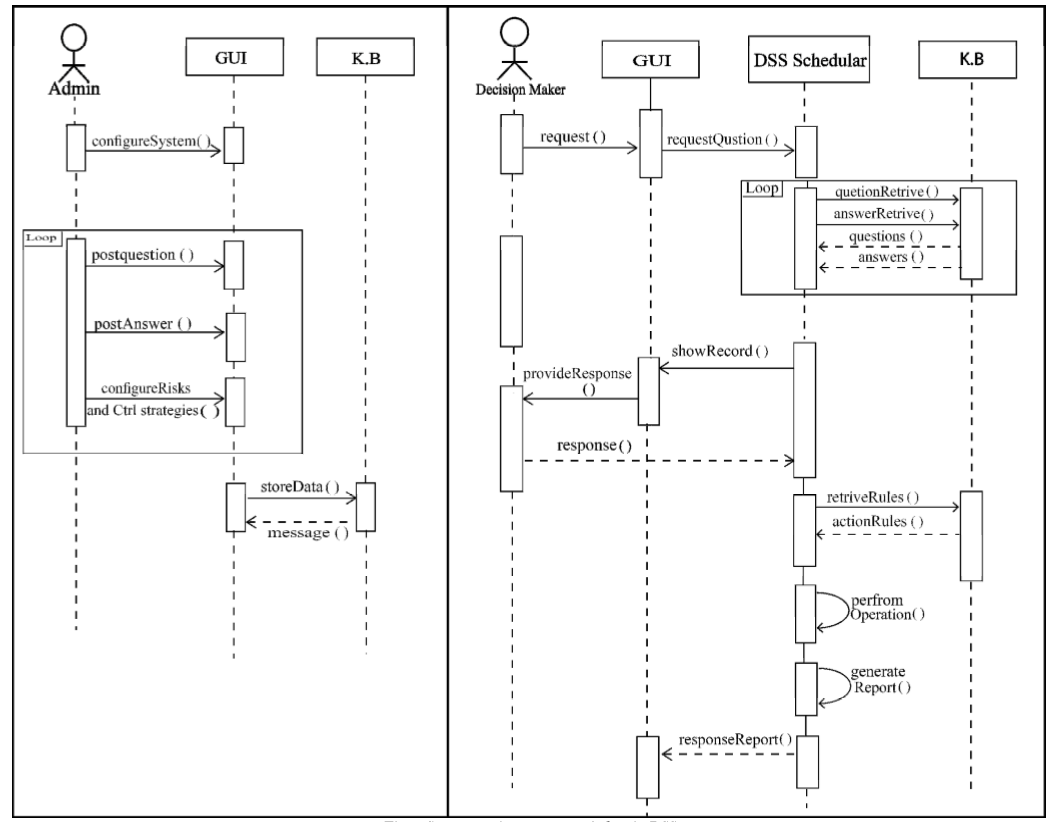 Admin
GUI
K.B
configureSystem( )
Loop
postquestion ( )
postAnswer ( )
configureRisks
and Ctrl strategies( )
storeData( )
message ( )
Decision Maker
GUI
DSS Schedular
K.B
request ( )
requestQustion ( )
Loop
quetionRetrive( )
answerRetrive( )
questions ( )
answers ( )
showRecord ( )
provideResponse
( )
response( )
retriveRules( )
actionRules ( )
perfrom
Operation( )
generate
Report( )
responseReport( )